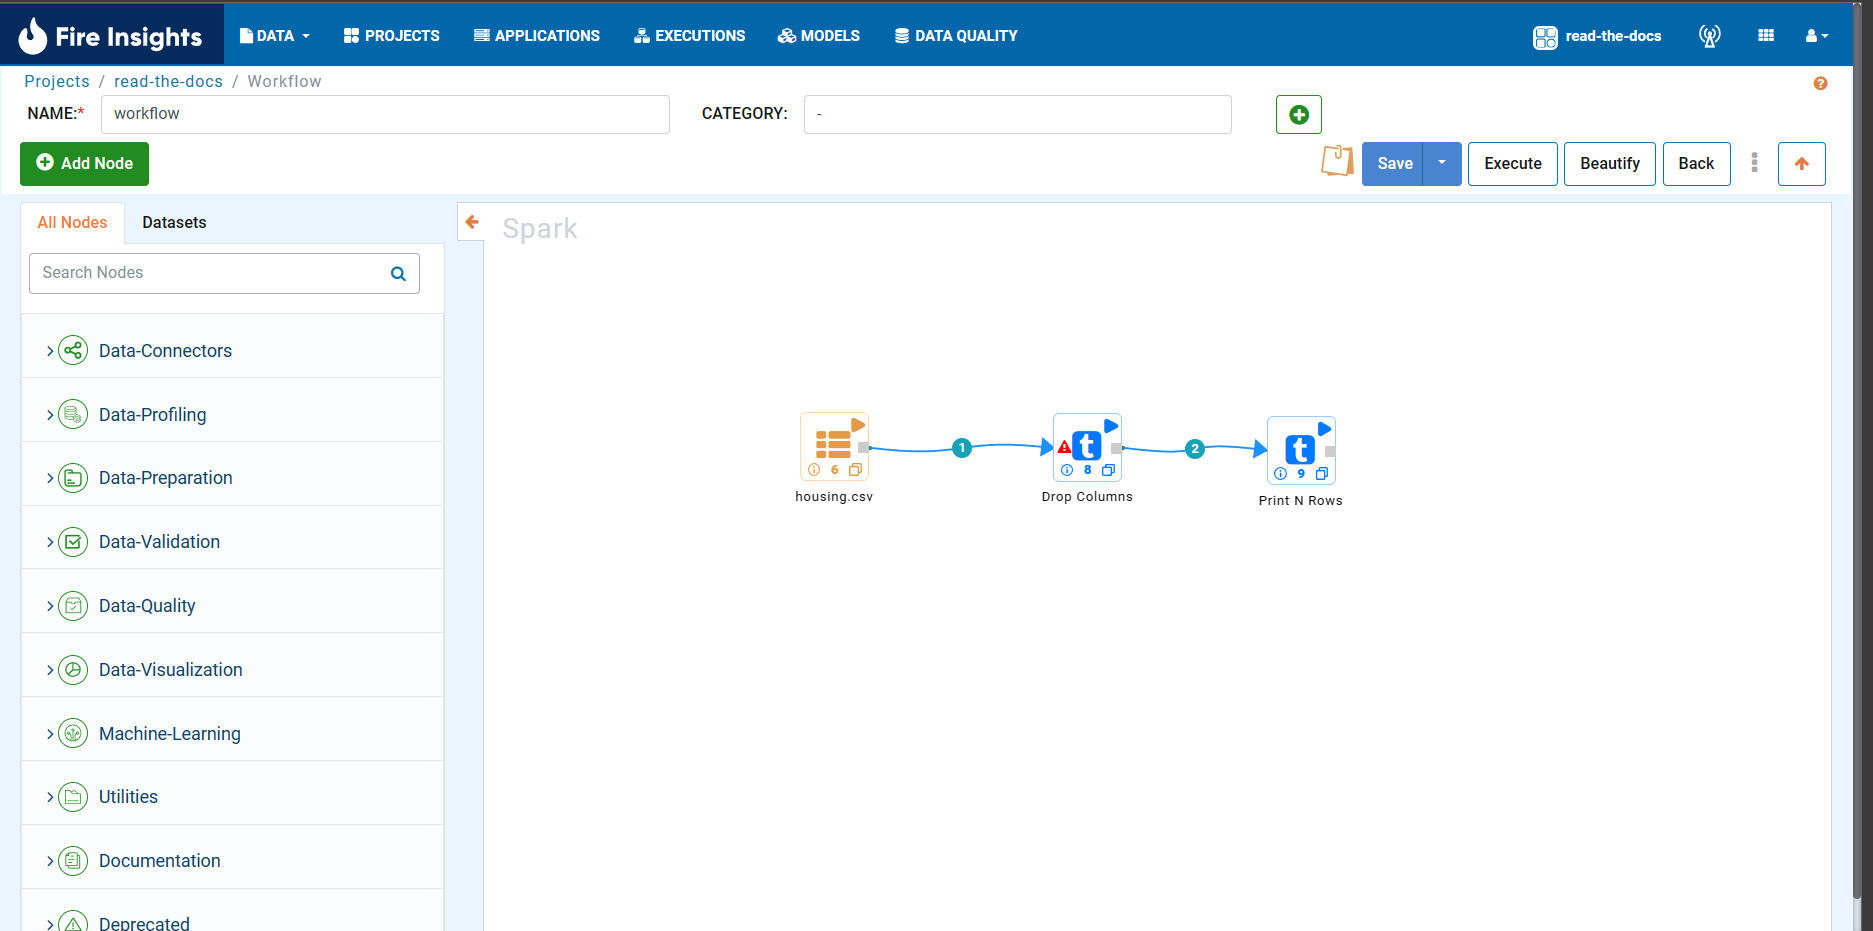 Fire Insights DATA PROJECTS APPLICATIONS EXECUTIONS MODELS DATA QUALITY read-the-docs
Projects / read-the-docs / Workflow
NAME:* workflow CATEGORY: -
Add Node Save Execute Beautify Back
All Nodes Datasets
Spark
Search Nodes
Data-Connectors
Data-Profiling
Data-Preparation
Data-Validation
Data-Quality
Data-Visualization
Machine-Learning
Utilities
Documentation
Deprecated
1 2
6 8 9
housing.csv Drop Columns Print N Rows